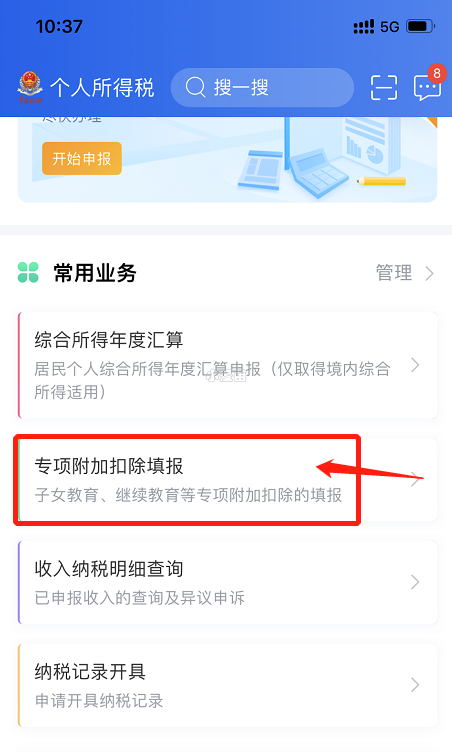 10:37
5G
个人所得税
搜一搜
8
尽快办理
开始申报
常用业务
管理
综合所得年度汇算
居民个人综合所得年度汇算申报（仅取得境内综合
所得适用）
专项附加扣除填报
子女教育、继续教育等专项附加扣除的填报
收入纳税明细查询
已申报收入的查询及异议申诉
纳税记录开具
申请开具纳税记录